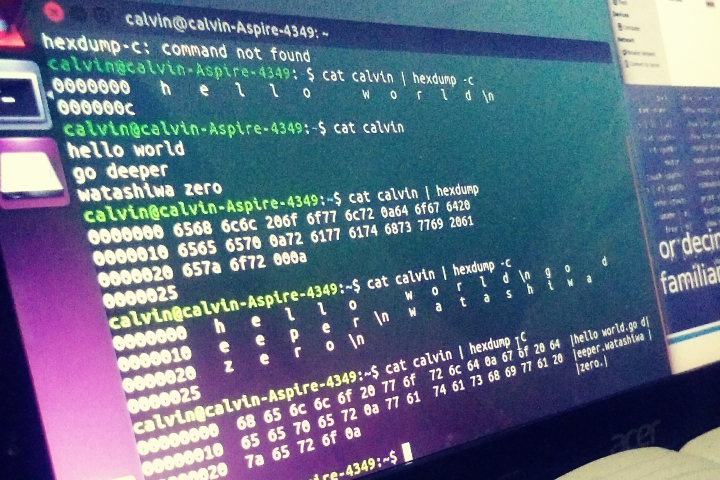 calvin@calvin-Aspire-4349: ~
hexdump-c: command not found
calvin@calvin-Aspire-4349:~$ cat calvin | hexdump -c
0000000 h e l l o w o r l d \n
000000c
calvin@calvin-Aspire-4349:~$ cat calvin
hello world
go deeper
watashiwa zero
calvin@calvin-Aspire-4349:~$ cat calvin | hexdump
0000000 6568 6c6c 206f 6f77 6c72 0a64 6f67 6420
0000010 6565 6570 0a72 6177 6174 6873 7769 2061
0000020 657a 6f72 000a
0000025
calvin@calvin-Aspire-4349:~$ cat calvin | hexdump -c
0000000 h e l l o w o r l d \n g o d
0000010 e e p e r \n w a t a s h i w a
0000020 z e r o \n
0000025
calvin@calvin-Aspire-4349:~$ cat calvin | hexdump -C
00000000 68 65 6c 6c 6f 20 77 6f 72 6c 64 0a 67 6f 20 64 |hello world.go d|
00000010 65 65 70 65 72 0a 77 61 74 61 73 68 69 77 61 20 |eeper.watashiwa |
00000020 7a 65 72 6f 0a |zero.|
-Aspire-4349:~$
or decin
familiar
acer